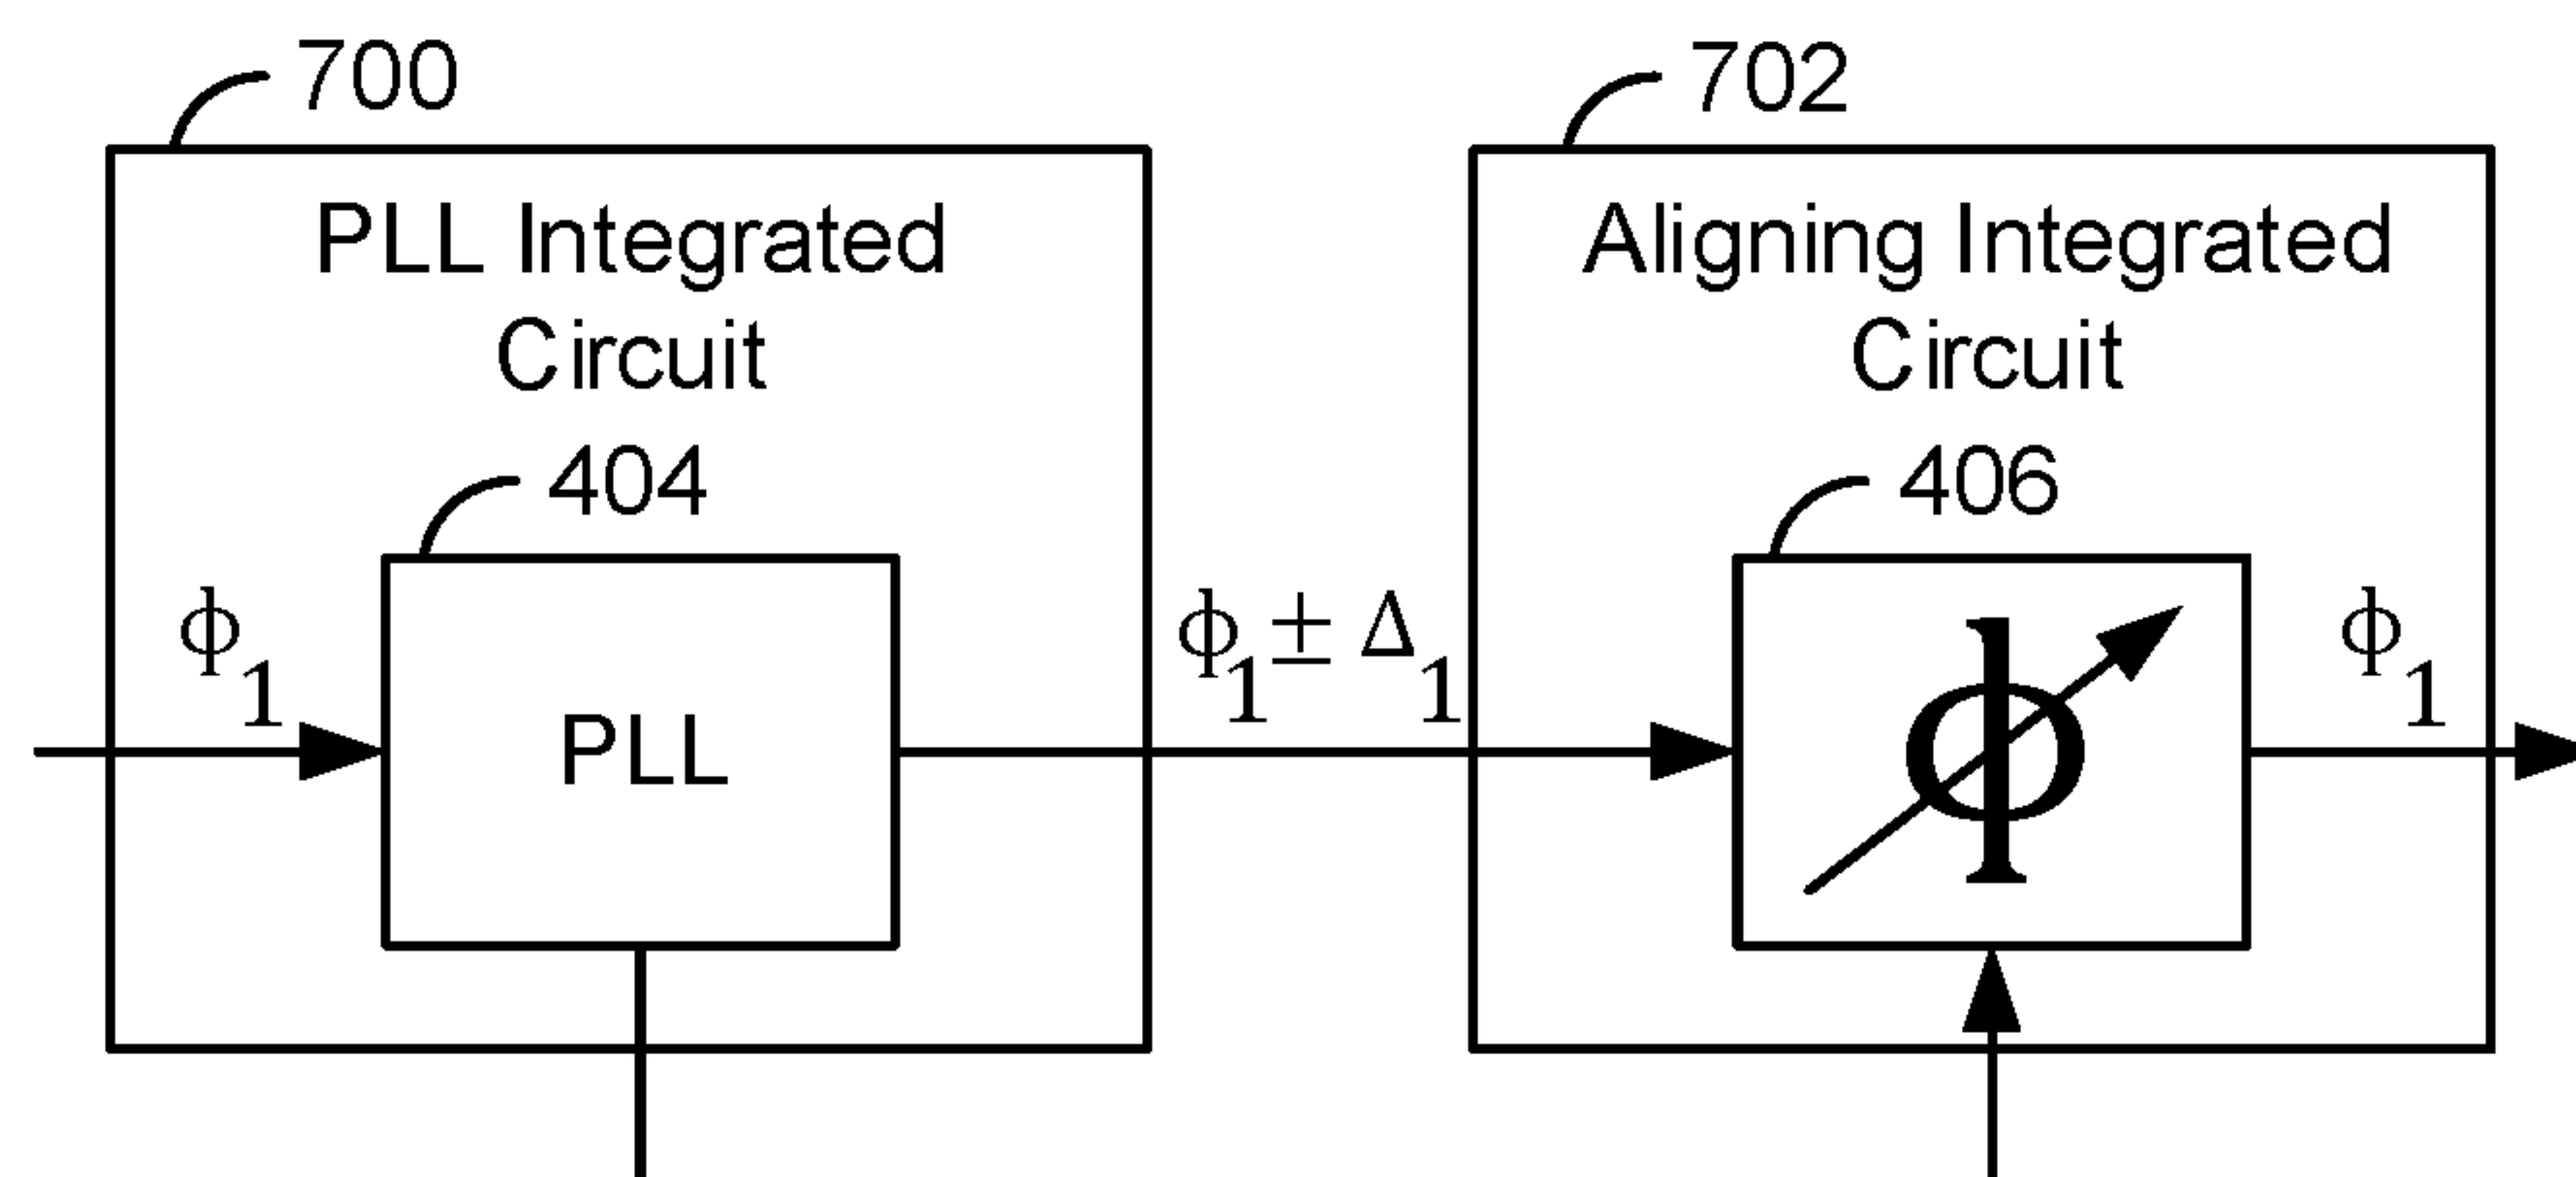 700
702
PLL Integrated
Circuit
Aligning Integrated
Circuit
404
406
ϕ1
ϕ1 ± Δ1
ϕ1
PLL
ϕ